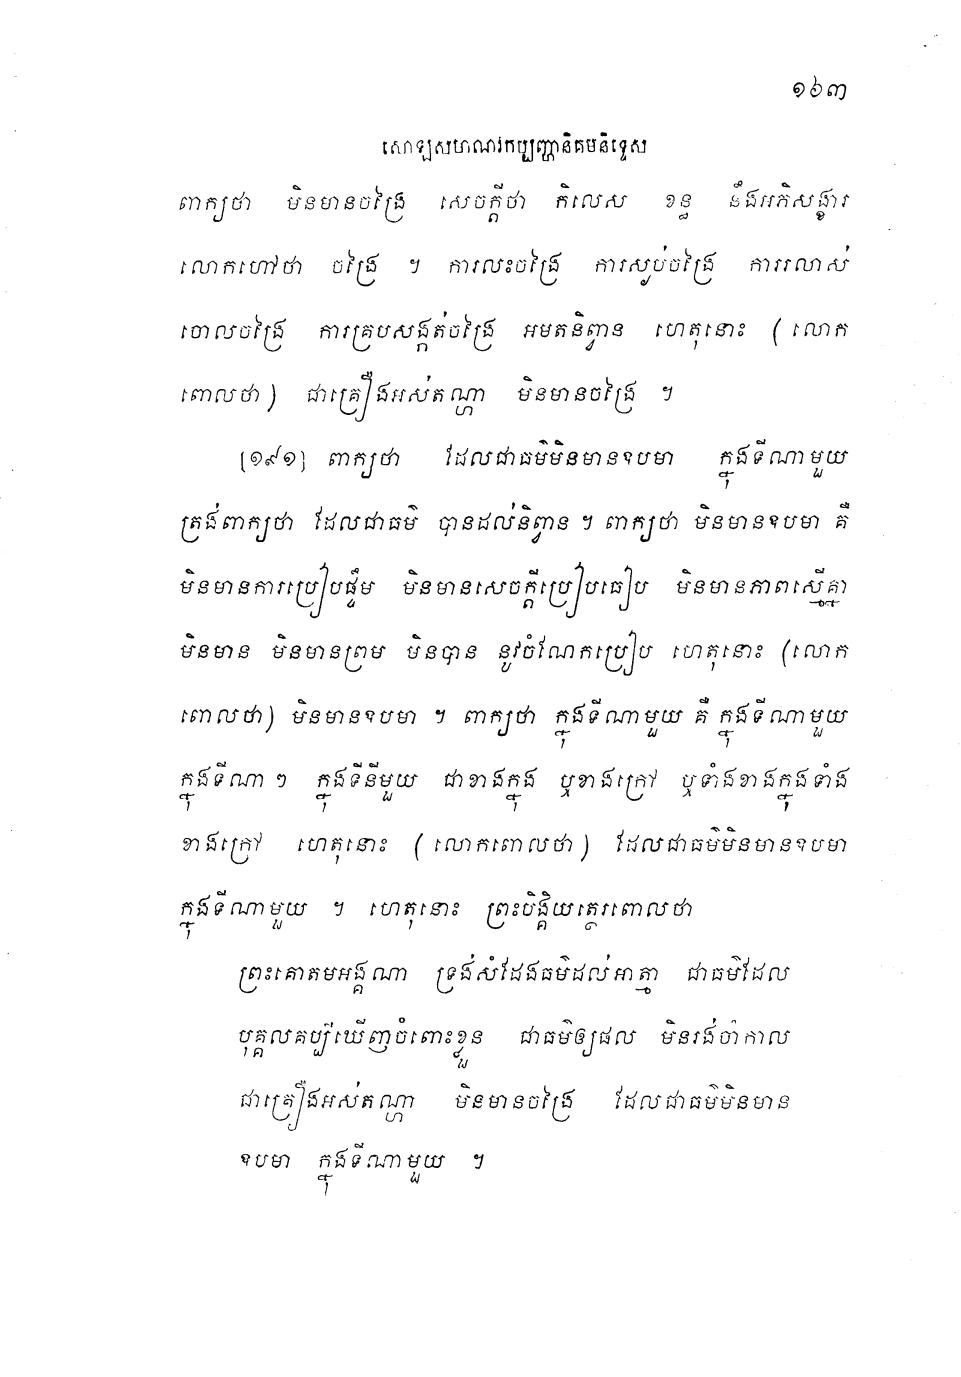 ១៦៣
សោឡសមាណវកប្បញ្ហានិគមនិទ្ទេស
ពាក្យថា មិនមានចង្រៃ សេចក្តីថា កិលេស ខន្ធ នឹងអភិសង្ខារ
លោកហៅថា ចង្រៃ ។ ការលះចង្រៃ ការស្ងប់ចង្រៃ ការរលាស់
ចោលចង្រៃ ការគ្របសង្កត់ចង្រៃ អមតនិព្វាន ហេតុនោះ (លោក
ពោលថា) ជាគ្រឿងអស់តណ្ហា មិនមានចង្រៃ ។
[១៩១] ពាក្យថា ដែលជាធម៌មិនមានឧបមា ក្នុងទីណាមួយ
ត្រង់ពាក្យថា ដែលជាធម៌ បានដល់និព្វាន ។ ពាក្យថា មិនមានឧបមា គឺ
មិនមានការប្រៀបផ្ទឹម មិនមានសេចក្តីប្រៀបធៀប មិនមានភាពស្មើគ្នា
មិនមាន មិនមានព្រម មិនបាន នូវចំណែកប្រៀប ហេតុនោះ (លោក
ពោលថា) មិនមានឧបមា ។ ពាក្យថា ក្នុងទីណាមួយ គឺ ក្នុងទីណាមួយ
ក្នុងទីណា ៗ ក្នុងទីនីមួយ ជាខាងក្នុង ឬខាងក្រៅ ឬទាំងខាងក្នុងទាំង
ខាងក្រៅ ហេតុនោះ (លោកពោលថា) ដែលជាធម៌មិនមានឧបមា
ក្នុងទីណាមួយ ។ ហេតុនោះ ព្រះបិង្គិយត្ថេរពោលថា
ព្រះគោតមអង្គណា ទ្រង់សំដែងធម៌ដល់អាត្មា ជាធម៌ដែល
បុគ្គលគប្បីឃើញចំពោះខ្លួន ជាធម៌ឲ្យផល មិនរង់ចាំកាល
ជាគ្រឿងអស់តណ្ហា មិនមានចង្រៃ ដែលជាធម៌មិនមាន
ឧបមា ក្នុងទីណាមួយ ។